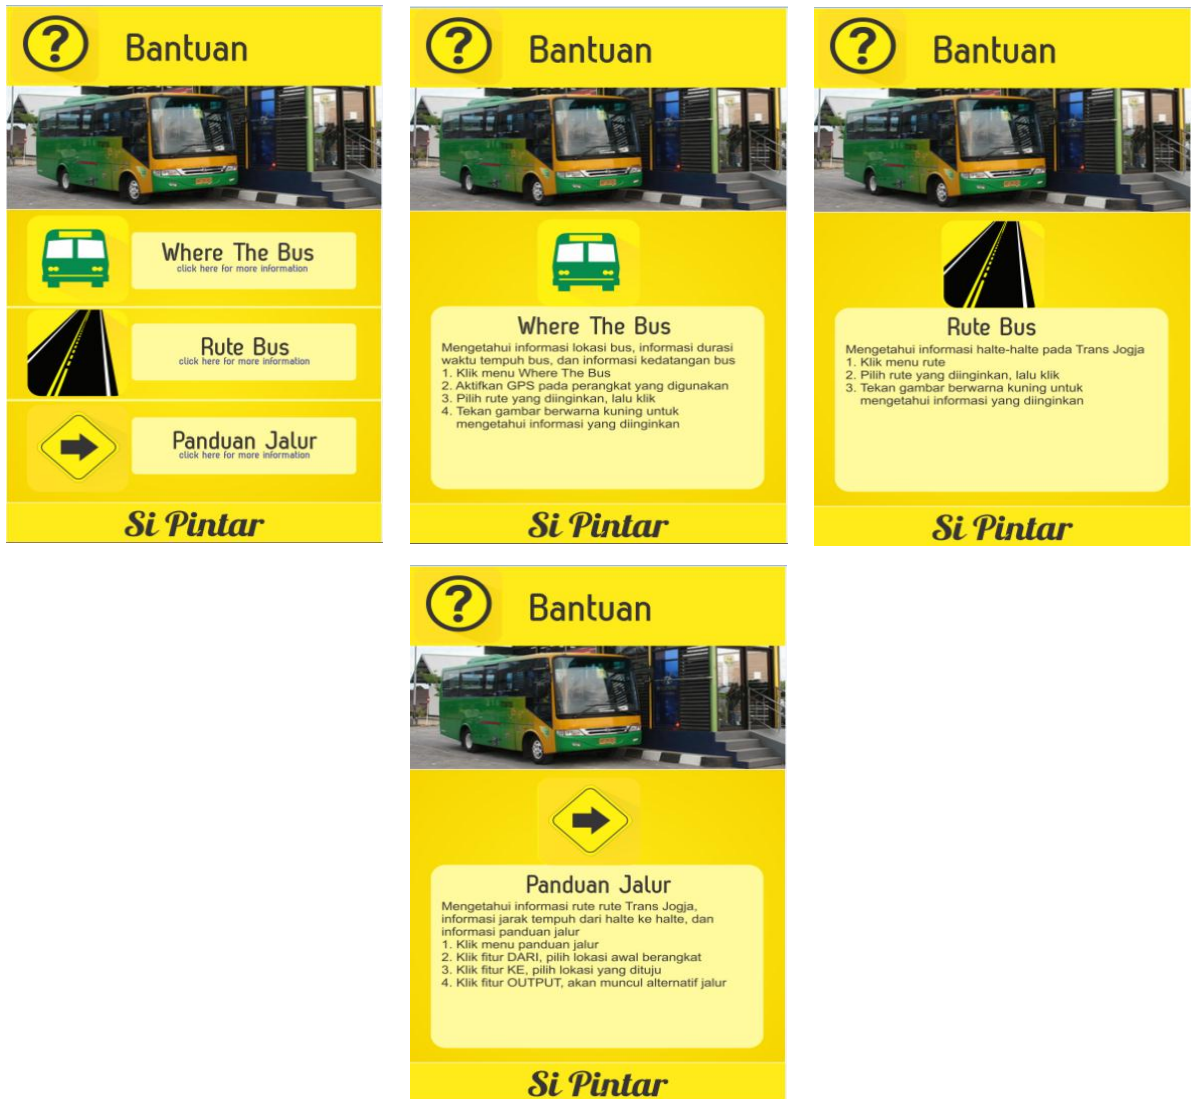 Bantuan
Where The Bus
click here for more information
Rute Bus
click here for more information
Panduan Jalur
click here for more information
Si Pintar
Bantuan
Where The Bus
Mengetahui informasi lokasi bus, informasi durasi
waktu tempuh bus, dan informasi kedatangan bus
1. Klik menu Where The Bus
2. Aktifkan GPS pada perangkat yang digunakan
3. Pilih rute yang diinginkan, lalu klik
4. Tekan gambar berwarna kuning untuk
mengetahui informasi yang diinginkan
Si Pintar
Bantuan
Rute Bus
Mengetahui informasi halte-halte pada Trans Jogja
1. Klik menu rute
2. Pilih rute yang diinginkan, lalu klik
3. Tekan gambar berwarna kuning untuk
mengetahui informasi yang diinginkan
Si Pintar
Bantuan
Panduan Jalur
Mengetahui informasi rute rute Trans Jogja,
informasi jarak tempuh dari halte ke halte, dan
informasi panduan jalur
1. Klik menu panduan jalur
2. Klik fitur DARI, pilih lokasi awal berangkat
3. Klik fitur KE, pilih lokasi yang dituju
4. Klik fitur OUTPUT, akan muncul alternatif jalur
Si Pintar